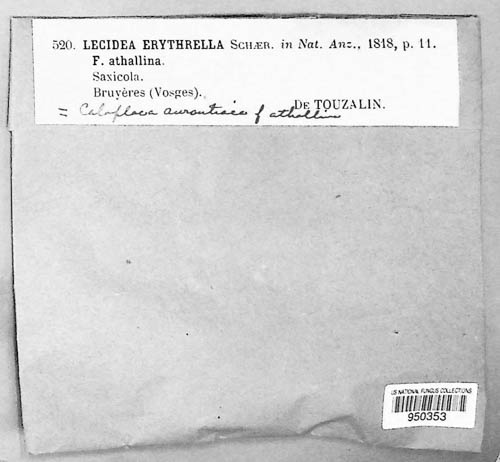 520. LECIDEA ERYTHRELLA SCHÆR. in Nat. Anz., 1818, p. 11.
F. athallina.
Saxicola.
Bruyères (Vosges).
DE TOUZALIN.
= Caloplaca aurantiaca f athallina
US NATIONAL FUNGUS COLLECTIONS
950353